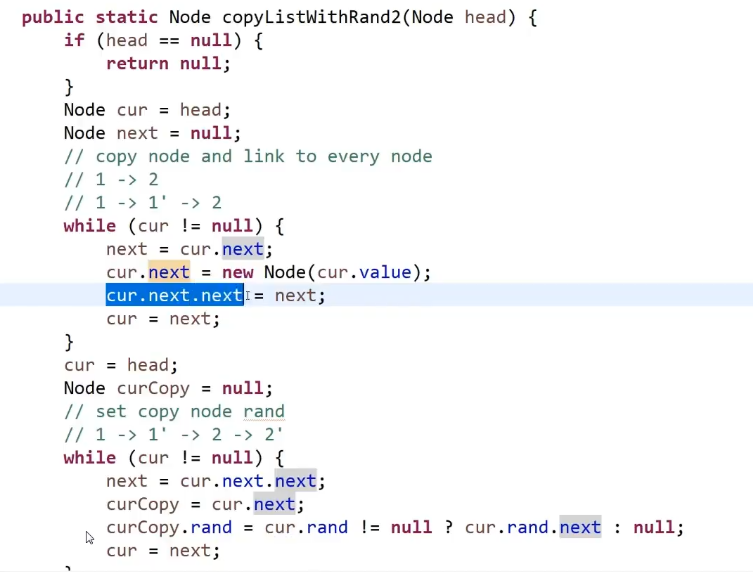 public static Node copyListWithRand2(Node head) {
    if (head == null) {
        return null;
    }
    Node cur = head;
    Node next = null;
    // copy node and link to every node
    // 1 -> 2
    // 1 -> 1' -> 2
    while (cur != null) {
        next = cur.next;
        cur.next = new Node(cur.value);
        cur.next.next = next;
        cur = next;
    }
    cur = head;
    Node curCopy = null;
    // set copy node rand
    // 1 -> 1' -> 2 -> 2'
    while (cur != null) {
        next = cur.next.next;
        curCopy = cur.next;
        curCopy.rand = cur.rand != null ? cur.rand.next : null;
        cur = next;
    }